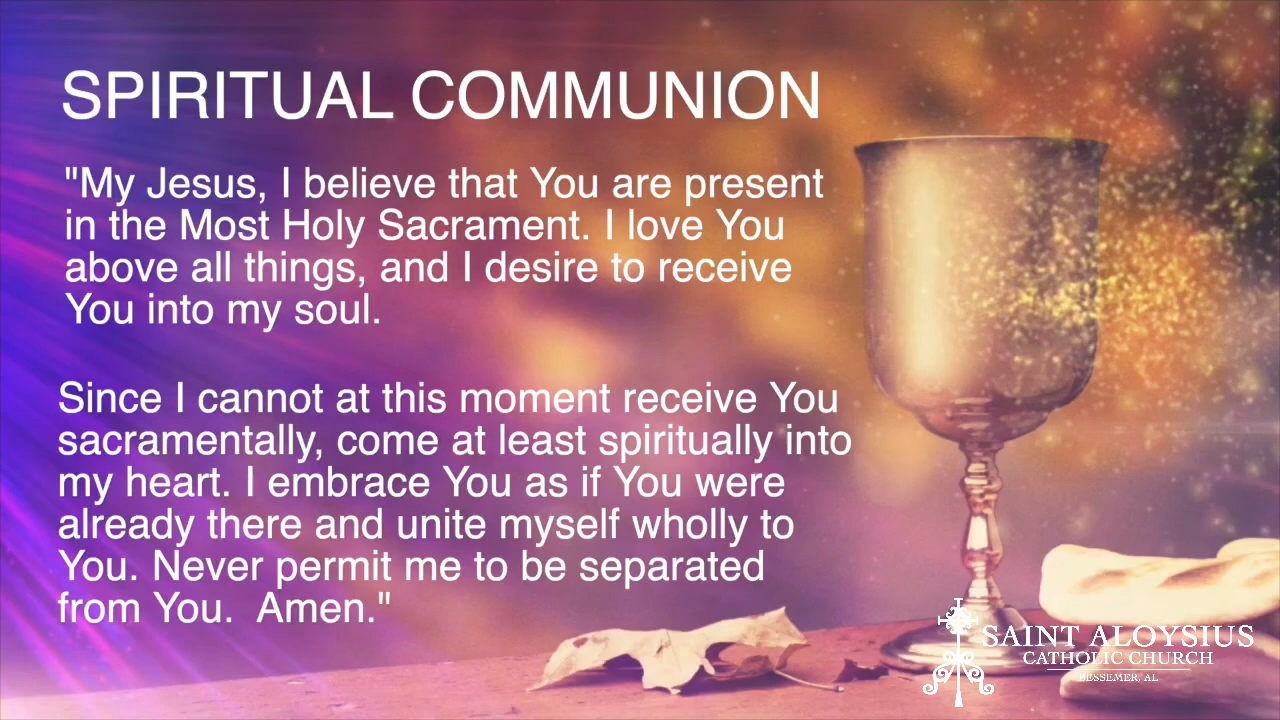 SPIRITUAL COMMUNION
"My Jesus, I believe that You are present
in the Most Holy Sacrament. I love You
above all things, and I desire to receive
You into my soul.
Since I cannot at this moment receive You
sacramentally, come at least spiritually into
my heart. I embrace You as if You were
already there and unite myself wholly to
You. Never permit me to be separated
from You.  Amen."
SAINT ALOYSIUS
CATHOLIC CHURCH
BESSEMER, AL